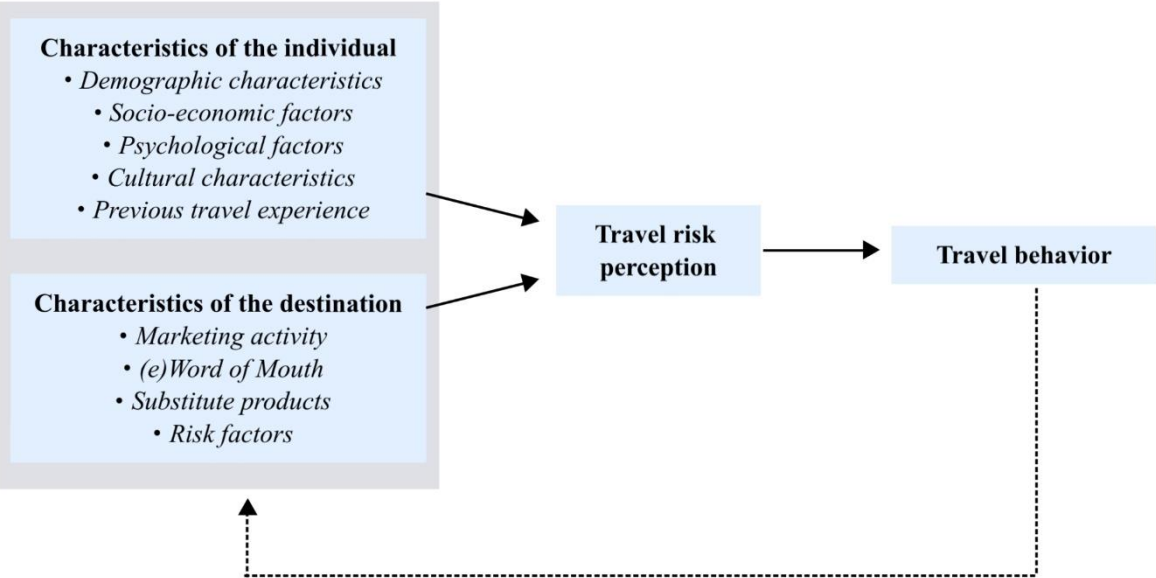 Characteristics of the individual
• Demographic characteristics
• Socio-economic factors
• Psychological factors
• Cultural characteristics
• Previous travel experience
Characteristics of the destination
• Marketing activity
• (e)Word of Mouth
• Substitute products
• Risk factors
Travel risk
perception
Travel behavior